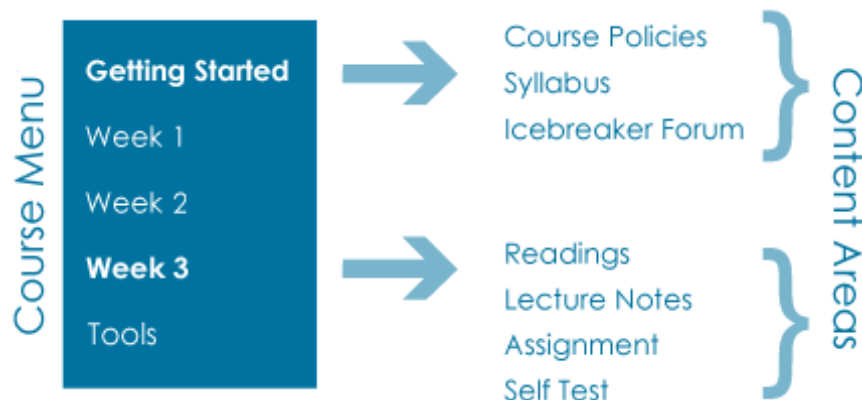 Course Menu
Getting Started
Week 1
Week 2
Week 3
Tools
Course Policies
Syllabus
Icebreaker Forum
Readings
Lecture Notes
Assignment
Self Test
Content Areas